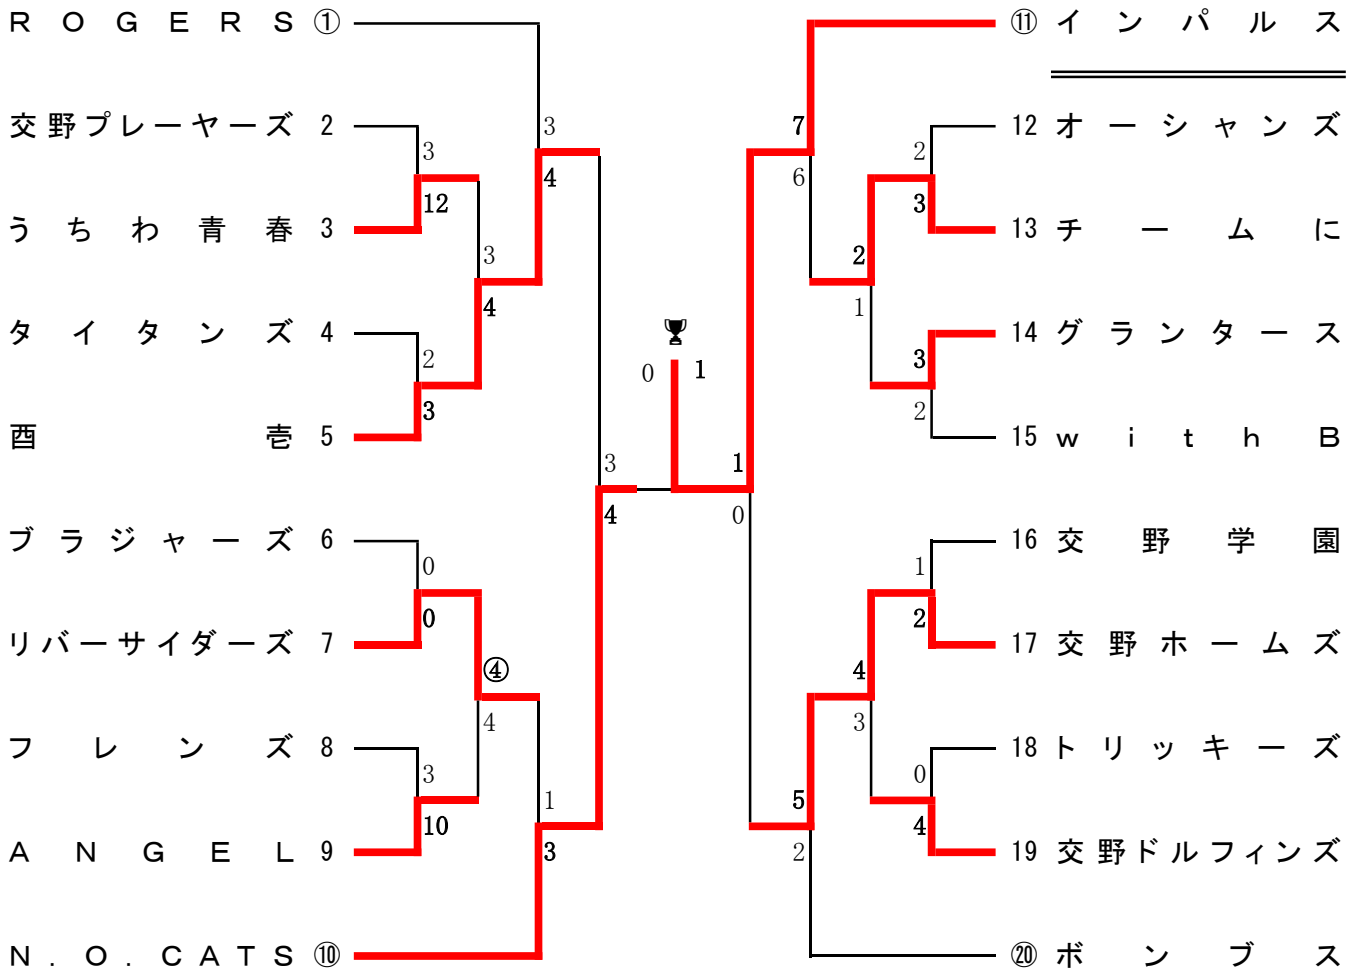 ROGERS ① ⑪ インパルス
3
交野プレーヤーズ 2 7 12 オーシャンズ
3 2
4 6
12 3
うちわ青春 3 13 チームに
3 2
4 1
タイタンズ 4 14 グランタース
2 3
0 1
3 2
酉壱 5 15 withB
3 1
4 0
ブラジャーズ 6 16 交野学園
0 1
0 2
リバーサイダーズ 7 17 交野ホームズ
④ 4
4 3
フレンズ 8 18 トリッキーズ
3 0
1 5
10 4
ANGEL 9 3 2 19 交野ドルフィンズ
N.O.CATS ⑩ ⑳ ボンブス